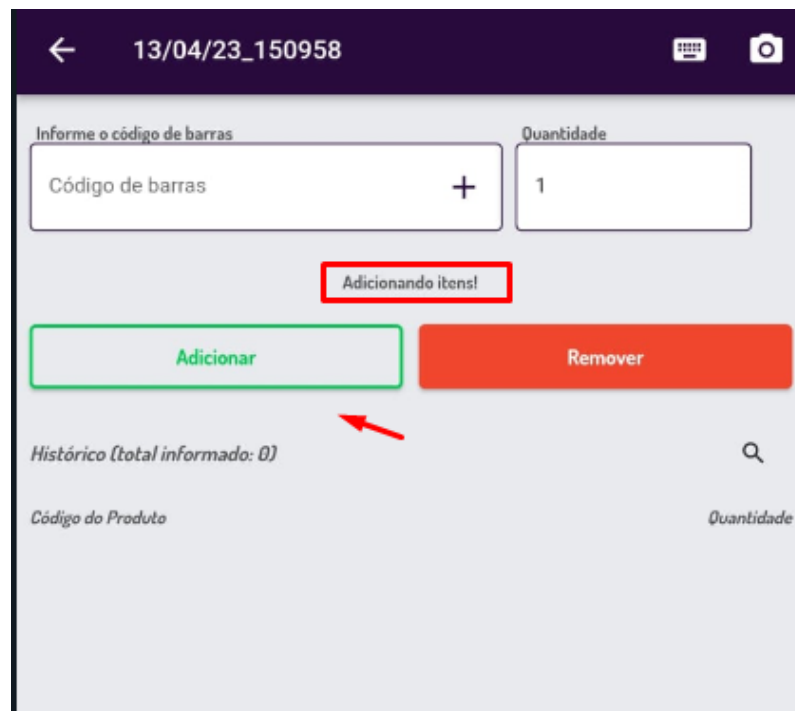 13/04/23_150958
Informe o código de barras
Quantidade
Código de barras
1
Adicionando itens!
Adicionar
Remover
Histórico (total informado: 0)
Código do Produto
Quantidade